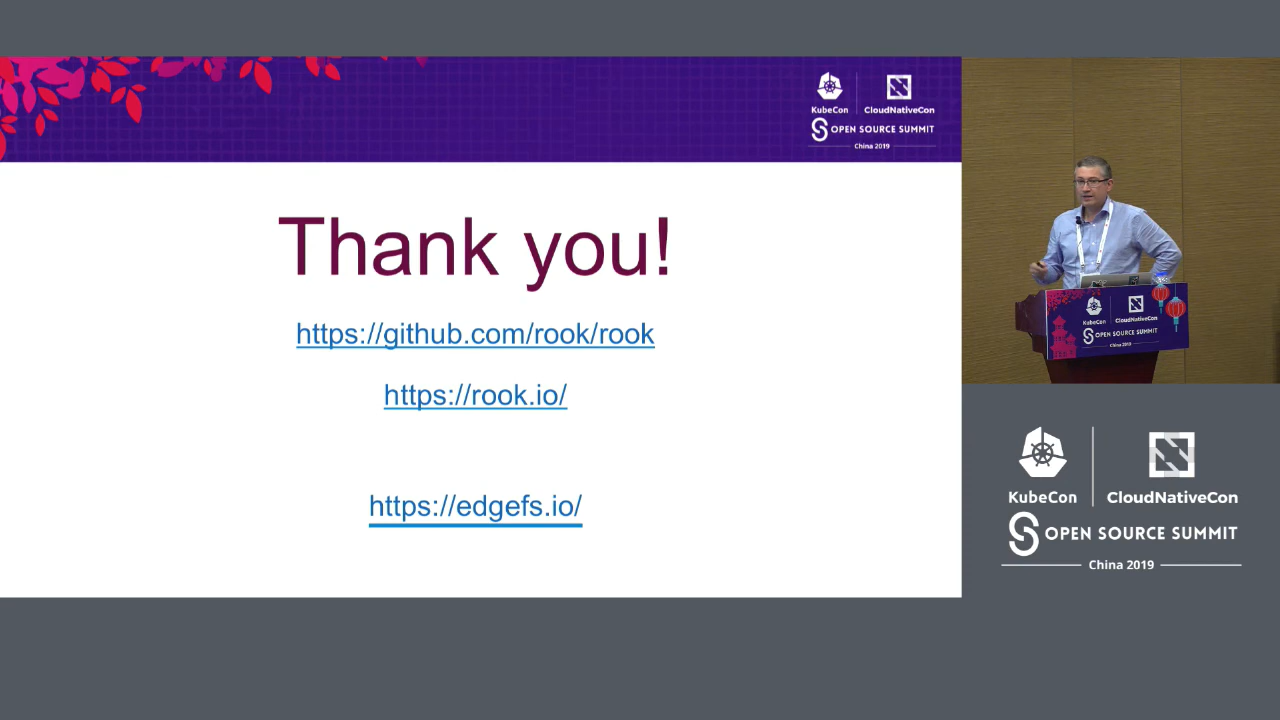 KubeCon
CloudNativeCon
OPEN SOURCE SUMMIT
China 2019
Thank you!
https://github.com/rook/rook
https://rook.io/
https://edgefs.io/
KubeCon
CloudNativeCon
OPEN SOURCE SUMMIT
China 2019
KubeCon
CloudNativeCon
OPEN SOURCE SUMMIT
China 2019